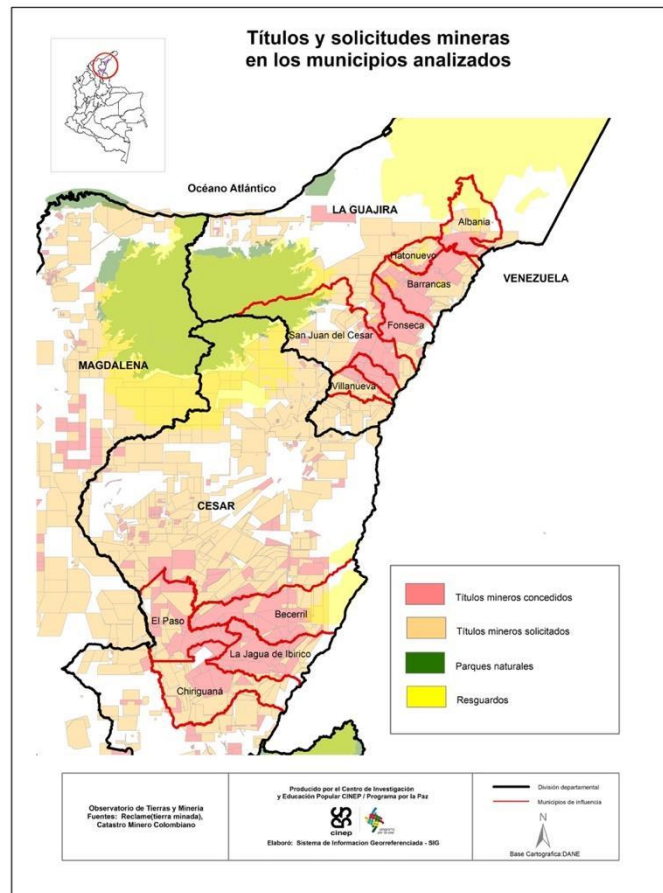 Títulos y solicitudes mineras
en los municipios analizados
Océano Atlántico
LA GUAJIRA
Albania
Hatonuevo
VENEZUELA
Barrancas
Fonseca
San Juan del Cesar
MAGDALENA
Villanueva
CESAR
Títulos mineros concedidos
Títulos mineros solicitados
Parques naturales
Resguardos
Becerril
El Paso
La Jagua de Ibirico
Chiriguaná
Observatorio de Tierras y Mineria
Fuentes: Reclame(tierra minada),
Catastro Minero Colombiano
Producido por el Centro de Investigación
y Educación Popular CINEP / Programa por la Paz
cinep
Elaboró: Sistema de Informacion Georreferenciada - SIG
División departamental
Municipios de influencia
N
Base Cartografica:DANE